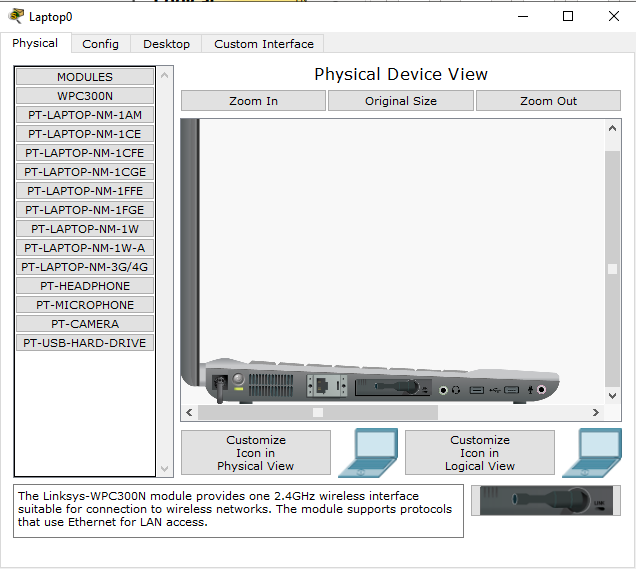 Laptop0
Physical
Config
Desktop
Custom Interface
MODULES
WPC300N
PT-LAPTOP-NM-1AM
PT-LAPTOP-NM-1CE
PT-LAPTOP-NM-1CFE
PT-LAPTOP-NM-1CGE
PT-LAPTOP-NM-1FFE
PT-LAPTOP-NM-1FGE
PT-LAPTOP-NM-1W
PT-LAPTOP-NM-1W-A
PT-LAPTOP-NM-3G/4G
PT-HEADPHONE
PT-MICROPHONE
PT-CAMERA
PT-USB-HARD-DRIVE
Physical Device View
Zoom In
Original Size
Zoom Out
Customize
Icon in
Physical View
Customize
Icon in
Logical View
The Linksys-WPC300N module provides one 2.4GHz wireless interface
suitable for connection to wireless networks. The module supports protocols
that use Ethernet for LAN access.
LINK